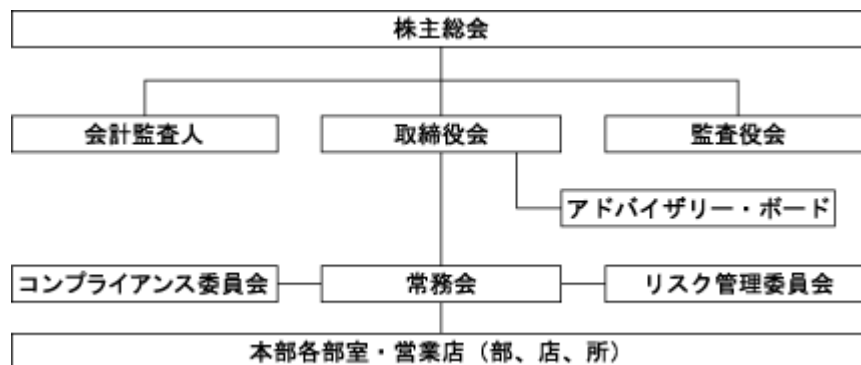 株主総会
会計監査人
取締役会
監査役会
アドバイザリー・ボード
コンプライアンス委員会
常務会
リスク管理委員会
本部各部室・営業店（部、店、所）